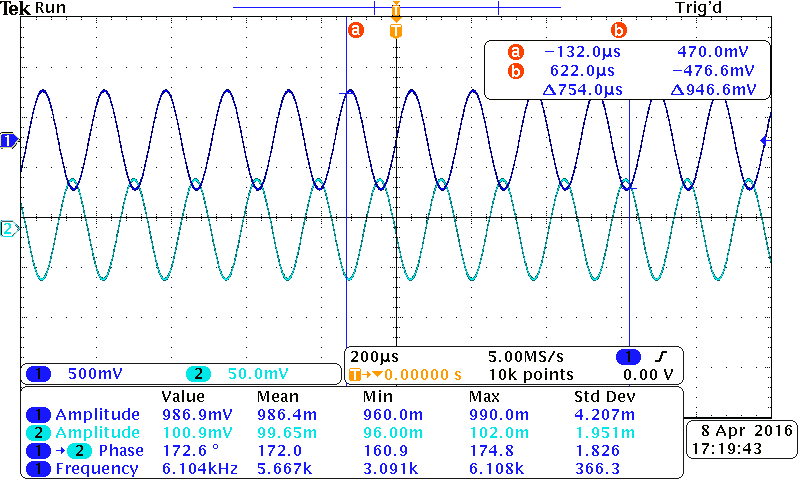 Tek Run Trig'd
T
a b
T
a −132.0µs 470.0mV
b 622.0µs −476.6mV
Δ754.0µs Δ946.6mV
1
2
200µs 5.00MS/s 1
1 500mV 2 50.0mV T→▼0.00000 s 10k points 0.00 V
Value Mean Min Max Std Dev
1 Amplitude 986.9mV 986.4m 960.0m 990.0m 4.207m
2 Amplitude 100.9mV 99.65m 96.00m 102.0m 1.951m
1 → 2 Phase 172.6 ° 172.0 160.9 174.8 1.826
1 Frequency 6.104kHz 5.667k 3.091k 6.108k 366.3
8 Apr 2016
17:19:43